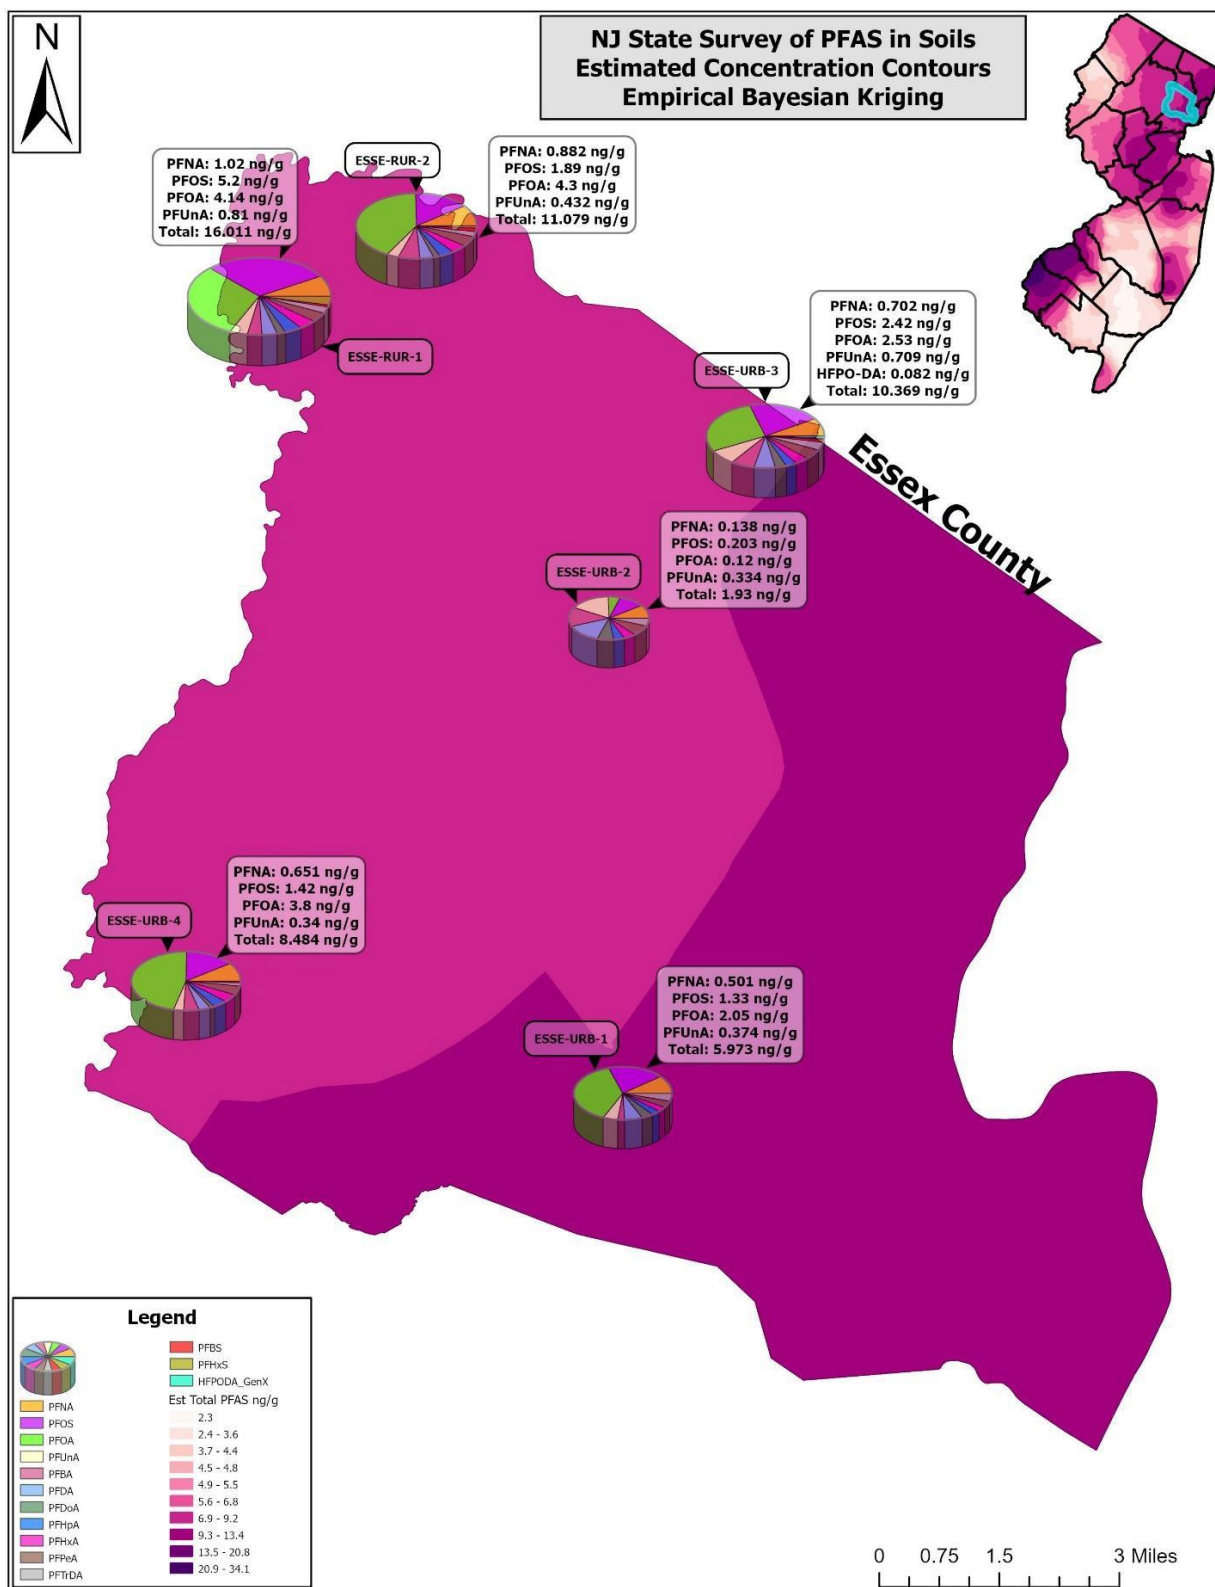 N
NJ State Survey of PFAS in Soils
Estimated Concentration Contours
Empirical Bayesian Kriging
PFNA: 1.02 ng/g
PFOS: 5.2 ng/g
PFOA: 4.14 ng/g
PFUnA: 0.81 ng/g
Total: 16.011 ng/g
ESSE-RUR-2
PFNA: 0.882 ng/g
PFOS: 1.89 ng/g
PFOA: 4.3 ng/g
PFUnA: 0.432 ng/g
Total: 11.079 ng/g
ESSE-RUR-1
ESSE-URB-3
PFNA: 0.702 ng/g
PFOS: 2.42 ng/g
PFOA: 2.53 ng/g
PFUnA: 0.709 ng/g
HFPO-DA: 0.082 ng/g
Total: 10.369 ng/g
Essex County
ESSE-URB-2
PFNA: 0.138 ng/g
PFOS: 0.203 ng/g
PFOA: 0.12 ng/g
PFUnA: 0.334 ng/g
Total: 1.93 ng/g
ESSE-URB-4
PFNA: 0.651 ng/g
PFOS: 1.42 ng/g
PFOA: 3.8 ng/g
PFUnA: 0.34 ng/g
Total: 8.484 ng/g
ESSE-URB-1
PFNA: 0.501 ng/g
PFOS: 1.33 ng/g
PFOA: 2.05 ng/g
PFUnA: 0.374 ng/g
Total: 5.973 ng/g
Legend
PFNA
PFOS
PFOA
PFUnA
PFBA
PFDA
PFDoA
PFHpA
PFHxA
PFPeA
PFTrDA
PFBS
PFHxS
HFPODA_GenX
Est Total PFAS ng/g
2.3
2.4 - 3.6
3.7 - 4.4
4.5 - 4.8
4.9 - 5.5
5.6 - 6.8
6.9 - 9.2
9.3 - 13.4
13.5 - 20.8
20.9 - 34.1
0 0.75 1.5 3 Miles